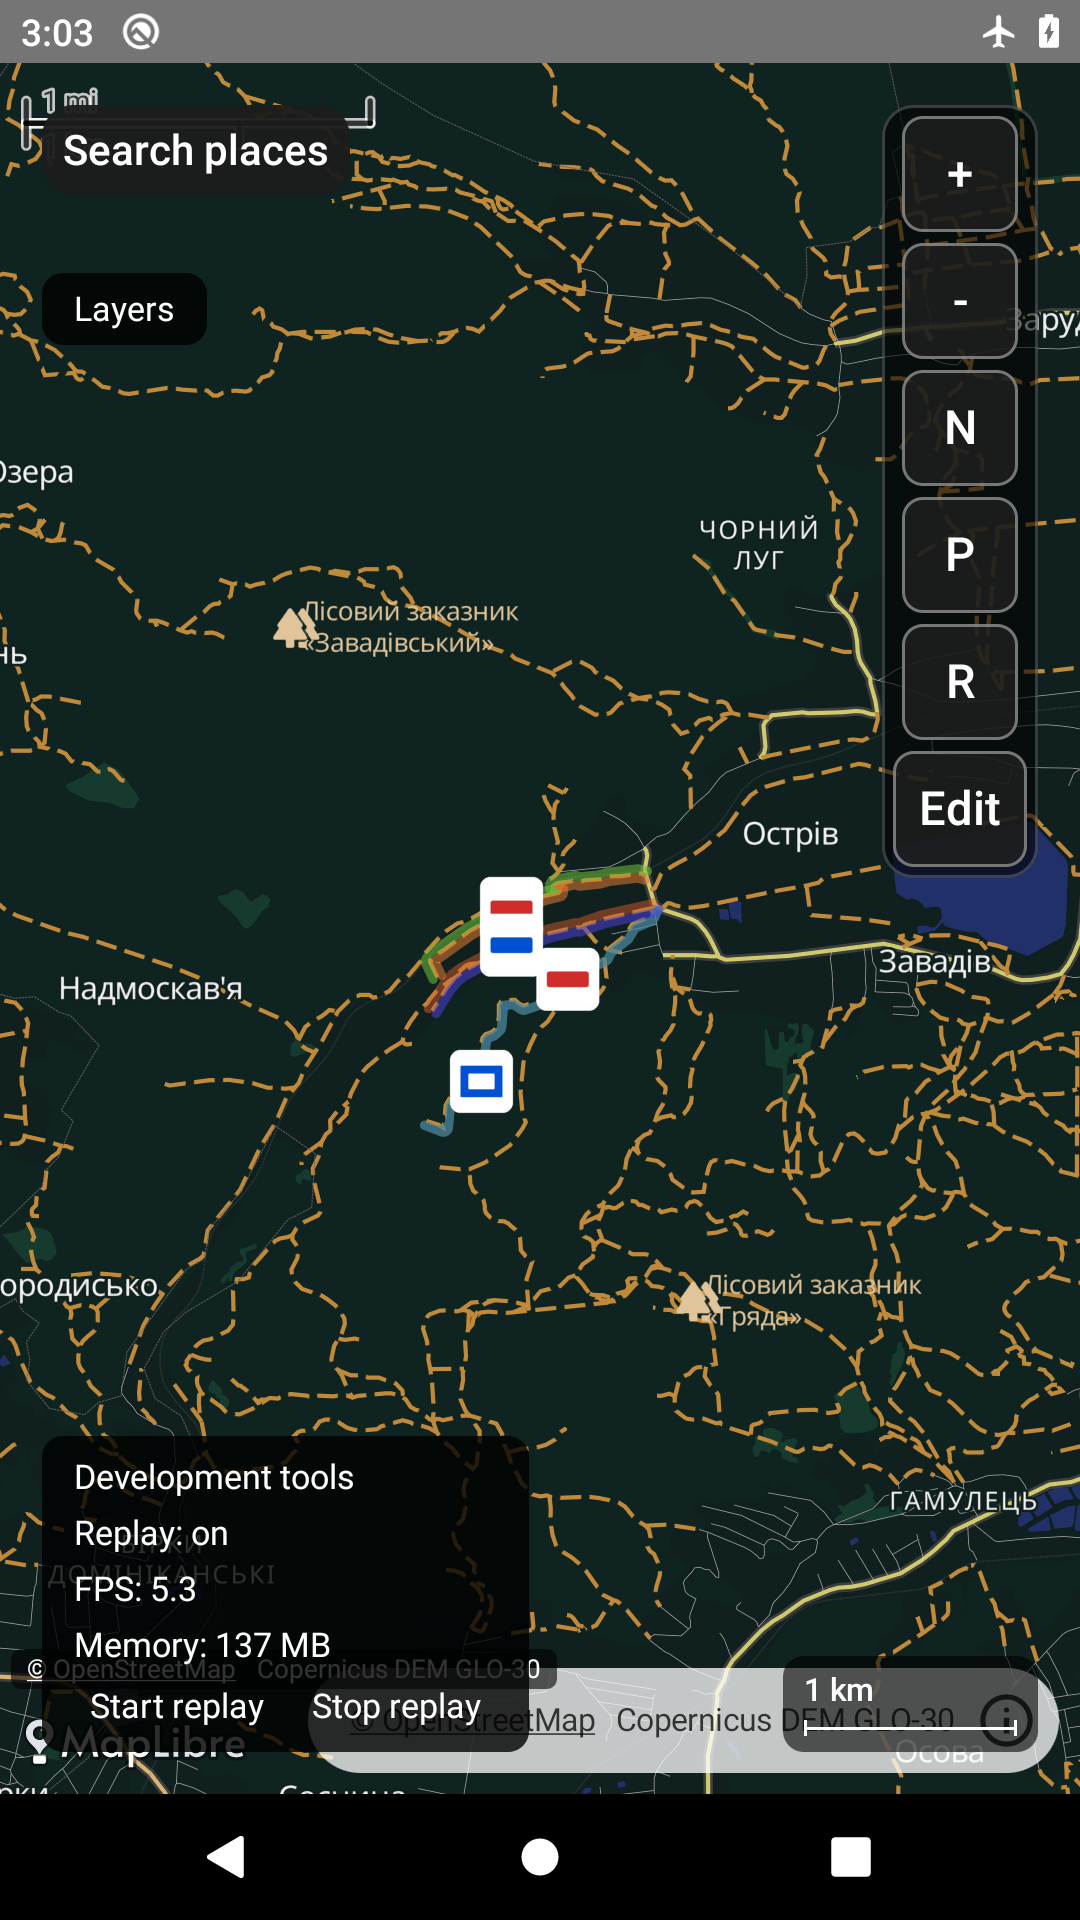 3:03
1 mi
Search places
+
Layers
-
N
Озера
ЧОРНИЙ
ЛУГ
P
Лісовий заказник
«Завадівський»
R
Edit
Острів
Завадів
Надмоскав'я
ородисько
Лісовий заказник
«Гряда»
Development tools
ГАМУЛЕЦЬ
Replay: on
ДОМІНІКАНСЬКІ
FPS: 5.3
Memory: 137 MB
© OpenStreetMap Copernicus DEM GLO-30
1 km
Start replay Stop replay
© OpenStreetMap Copernicus DEM GLO-30
MapLibre
Осова